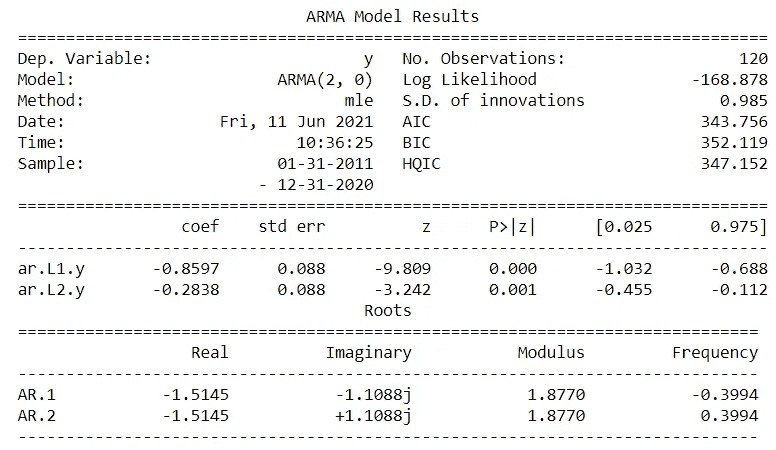 ARMA Model Results
==============================================================================
Dep. Variable: y No. Observations: 120
Model: ARMA(2, 0) Log Likelihood -168.878
Method: mle S.D. of innovations 0.985
Date: Fri, 11 Jun 2021 AIC 343.756
Time: 10:36:25 BIC 352.119
Sample: 01-31-2011 HQIC 347.152
- 12-31-2020
==============================================================================
coef std err z P>|z| [0.025 0.975]
------------------------------------------------------------------------------
ar.L1.y -0.8597 0.088 -9.809 0.000 -1.032 -0.688
ar.L2.y -0.2838 0.088 -3.242 0.001 -0.455 -0.112
Roots
=============================================================================
Real Imaginary Modulus Frequency
-----------------------------------------------------------------------------
AR.1 -1.5145 -1.1088j 1.8770 -0.3994
AR.2 -1.5145 +1.1088j 1.8770 0.3994
-----------------------------------------------------------------------------